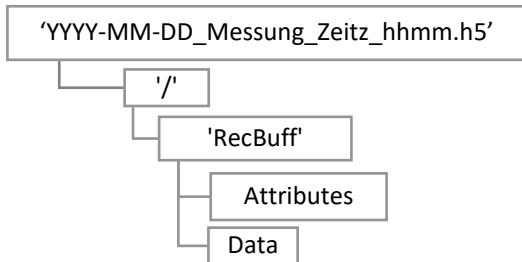 ‘YYYY-MM-DD_Messung_Zeitz_hhmm.h5’
'/'
'RecBuff'
Attributes
Data